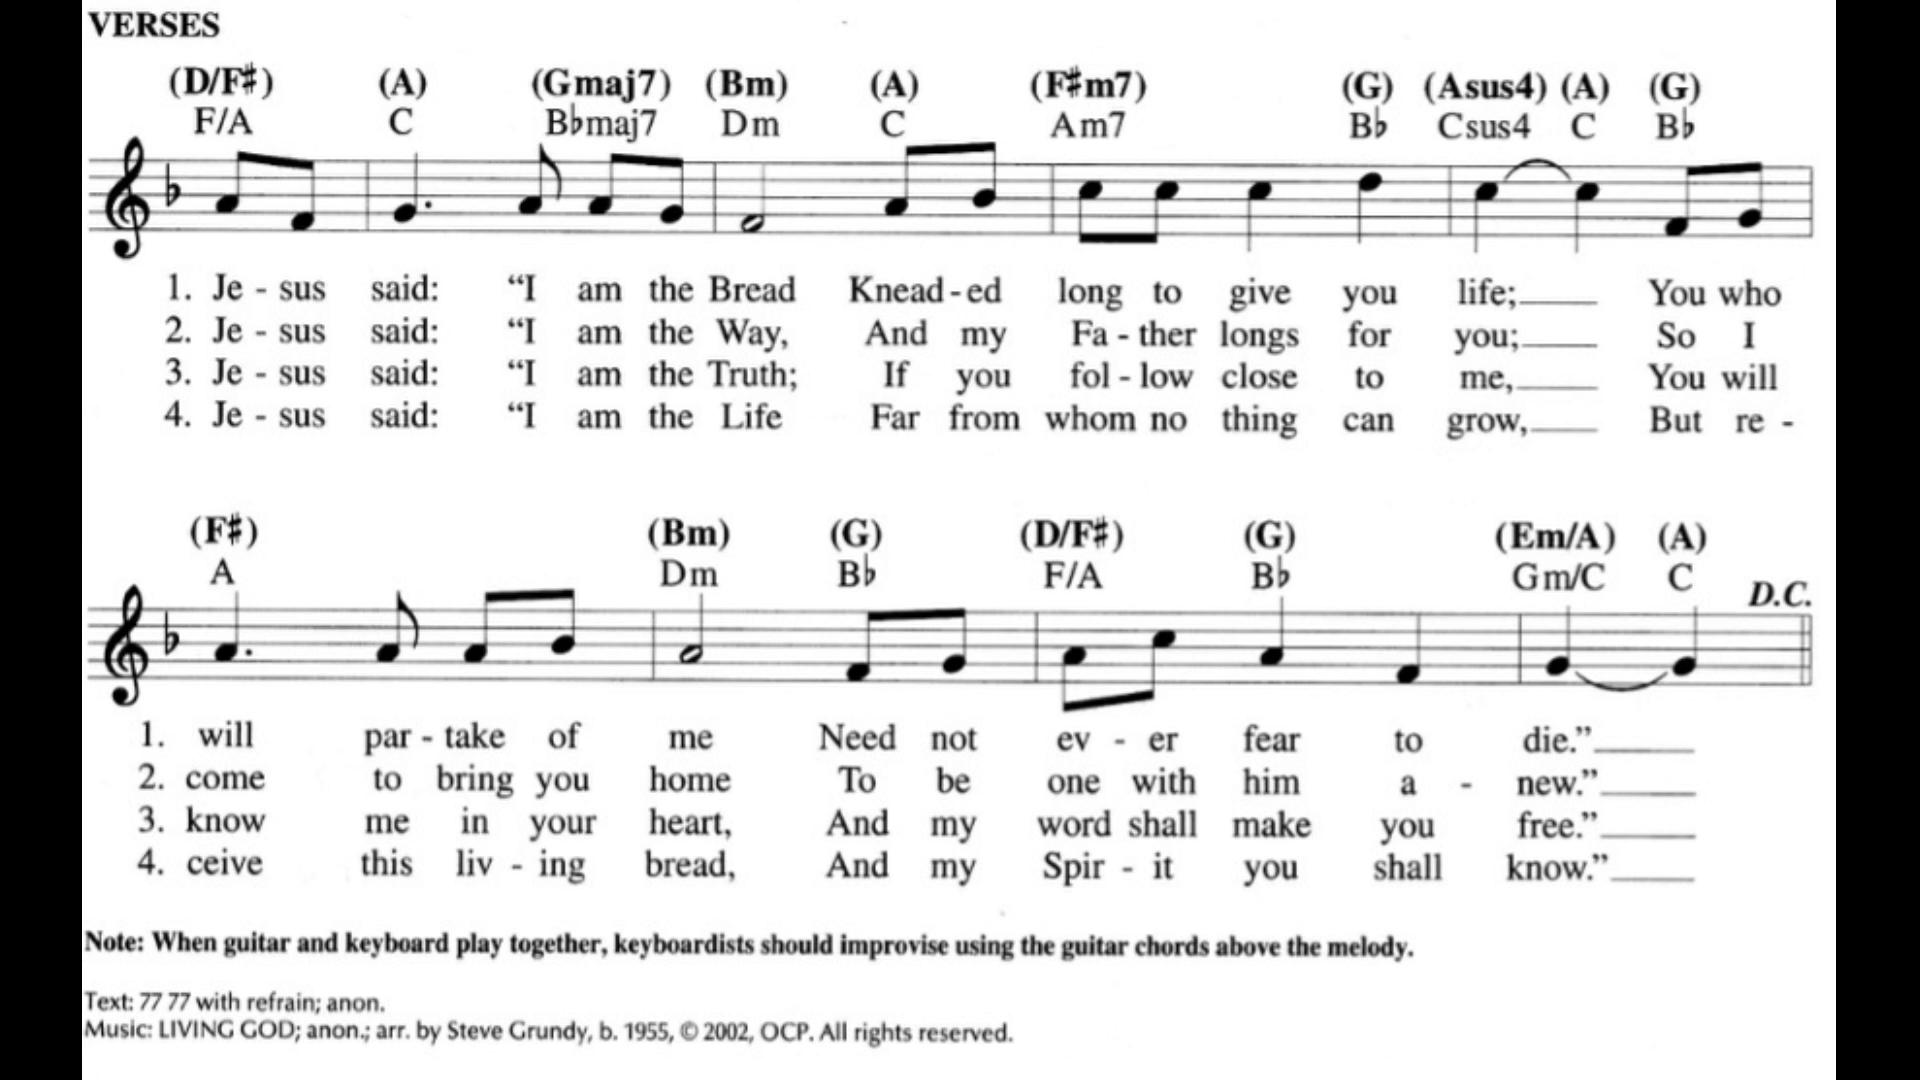 VERSES
(D/F♯) (A) (Gmaj7) (Bm) (A) (F♯m7) (G) (Asus4) (A) (G)
F/A C B♭maj7 Dm C Am7 B♭ Csus4 C B♭
1. Je - sus said: “I am the Bread Knead - ed long to give you life;____ You who
2. Je - sus said: “I am the Way, And my Fa - ther longs for you;____ So I
3. Je - sus said: “I am the Truth; If you fol - low close to me,____ You will
4. Je - sus said: “I am the Life Far from whom no thing can grow,____ But re -
(F♯) (Bm) (G) (D/F♯) (G) (Em/A) (A)
A Dm B♭ F/A B♭ Gm/C C
D.C.
1. will par - take of me Need not ev - er fear to die.”____
2. come to bring you home To be one with him a - new.”____
3. know me in your heart, And my word shall make you free.”____
4. ceive this liv - ing bread, And my Spir - it you shall know.”____
Note: When guitar and keyboard play together, keyboardists should improvise using the guitar chords above the melody.
Text: 77 77 with refrain; anon.
Music: LIVING GOD; anon.; arr. by Steve Grundy, b. 1955, © 2002, OCP. All rights reserved.